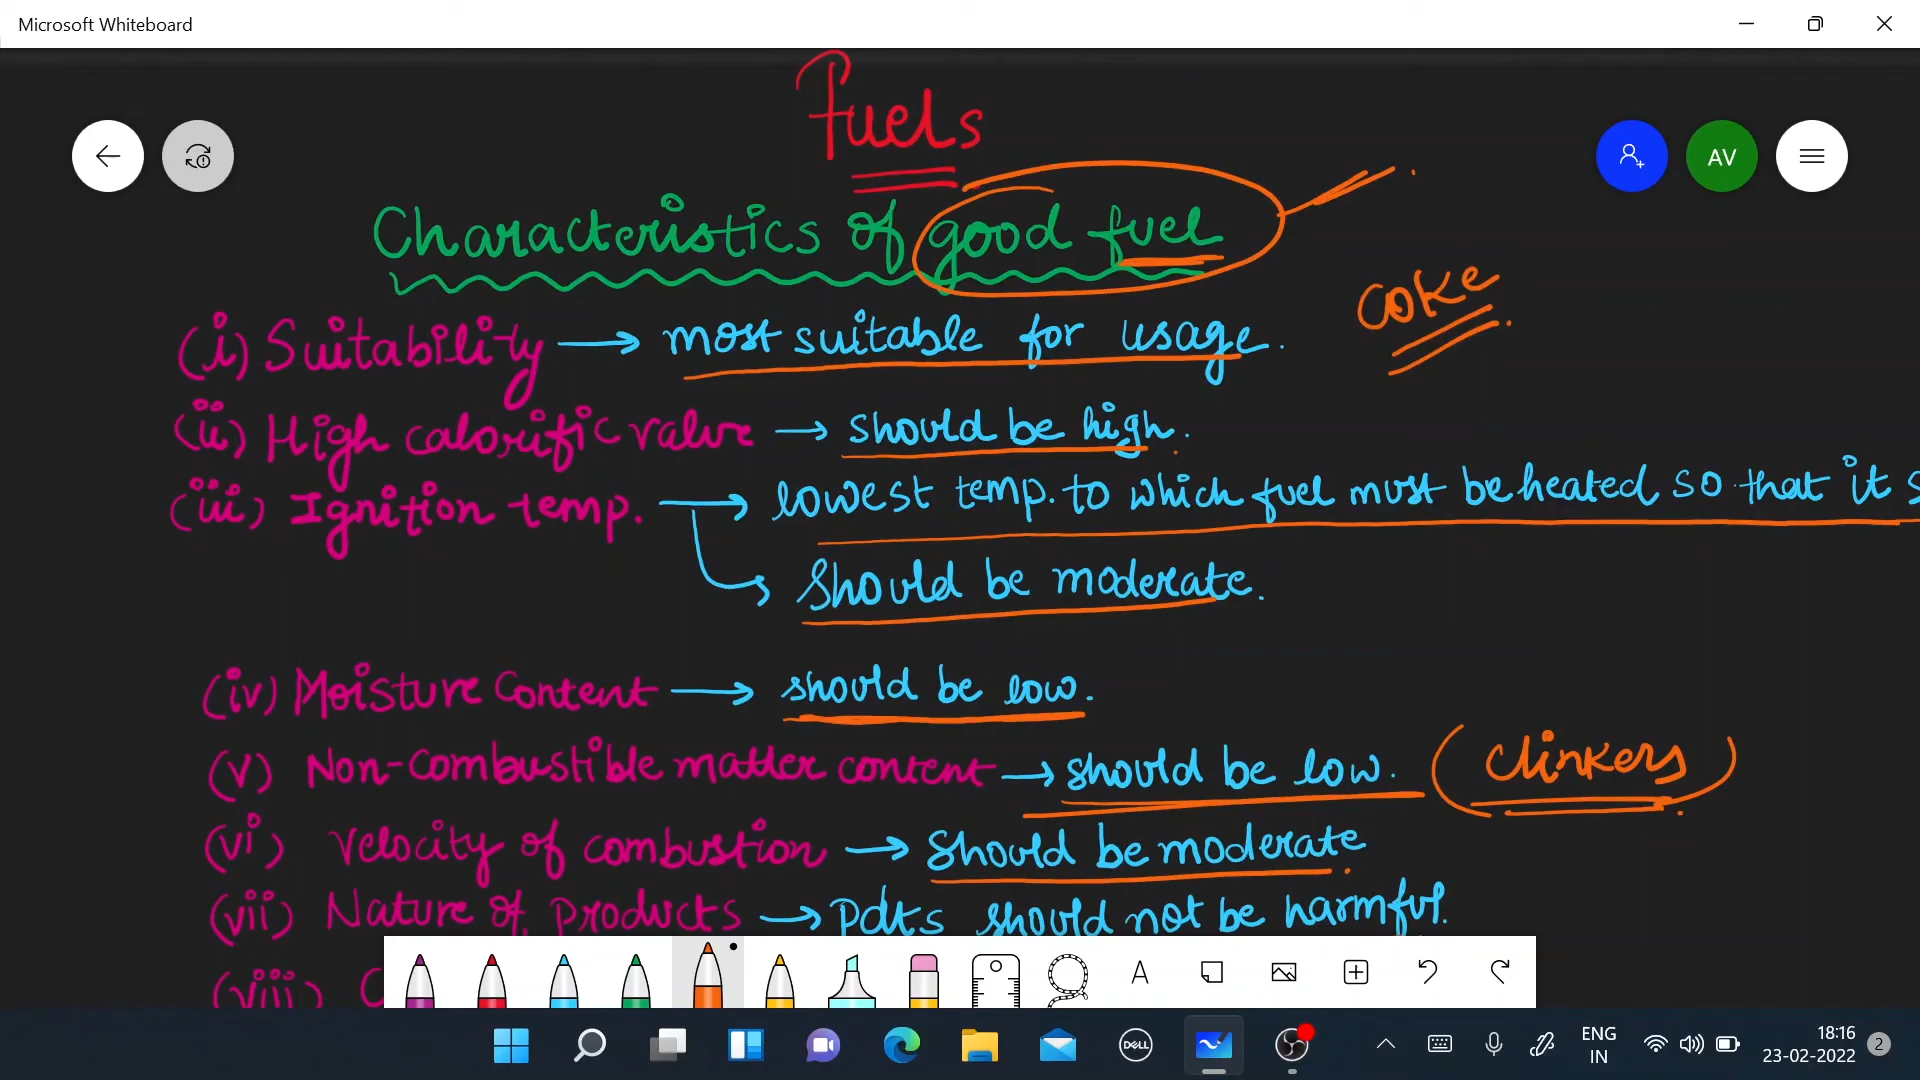 Microsoft Whiteboard
Fuels
AV
Characteristics of good fuel
coke
(i) Suitability → most suitable for usage.
(ii) High calorific value → should be high.
(iii) Ignition temp. → lowest temp. to which fuel must be heated so that it s
Should be moderate.
(iv) Moisture Content → should be low.
(v) Non-combustible matter content → should be low. (clinkers)
(vi) Velocity of combustion → Should be moderate
(vii) Nature of products → Pdts should not be harmful.
(viii) C
A
DELL
ENG
IN
18:16
23-02-2022
2